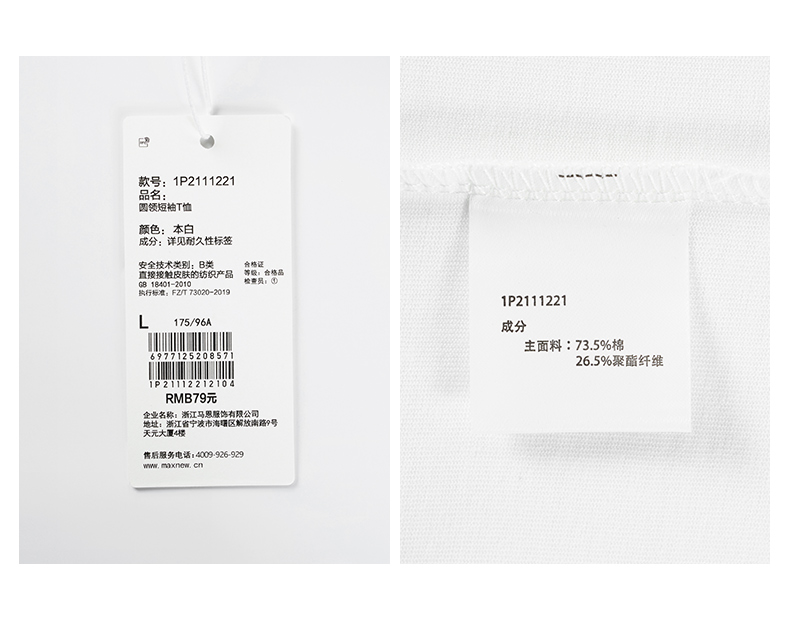 款号：1P2111221
品名：
圆领短袖T恤
颜色：本白
成分：详见耐久性标签
安全技术类别：B类
直接接触皮肤的纺织产品
GB 18401-2010
执行标准：FZ/T 73020-2019
合格证
等级：合格品
检查员：①
L 175/96A
6977125208571
1P21112212104
RMB79元
企业名称：浙江马恩服饰有限公司
地址：浙江省宁波市海曙区解放南路9号
天元大厦4楼
售后服务电话：4009-926-929
www.maxnew.cn
1P2111221
成分
主面料：73.5%棉
26.5%聚酯纤维